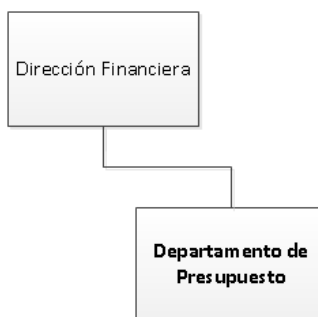 Dirección Financiera
Departamento de
Presupuesto